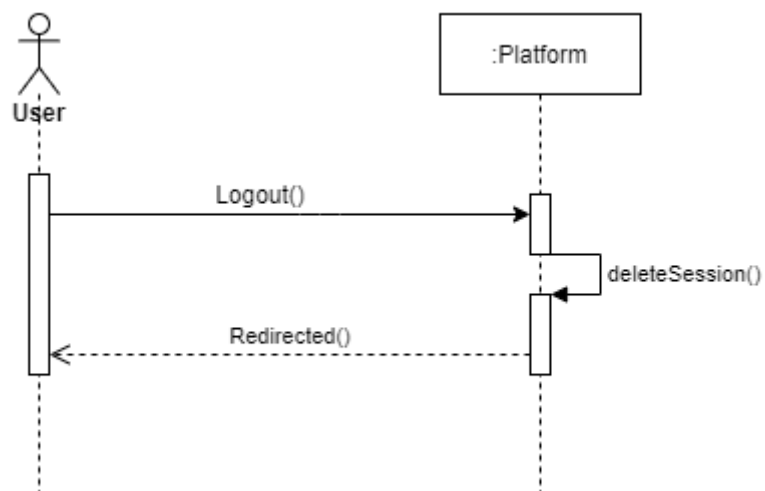 :Platform
User
Logout()
deleteSession()
Redirected()